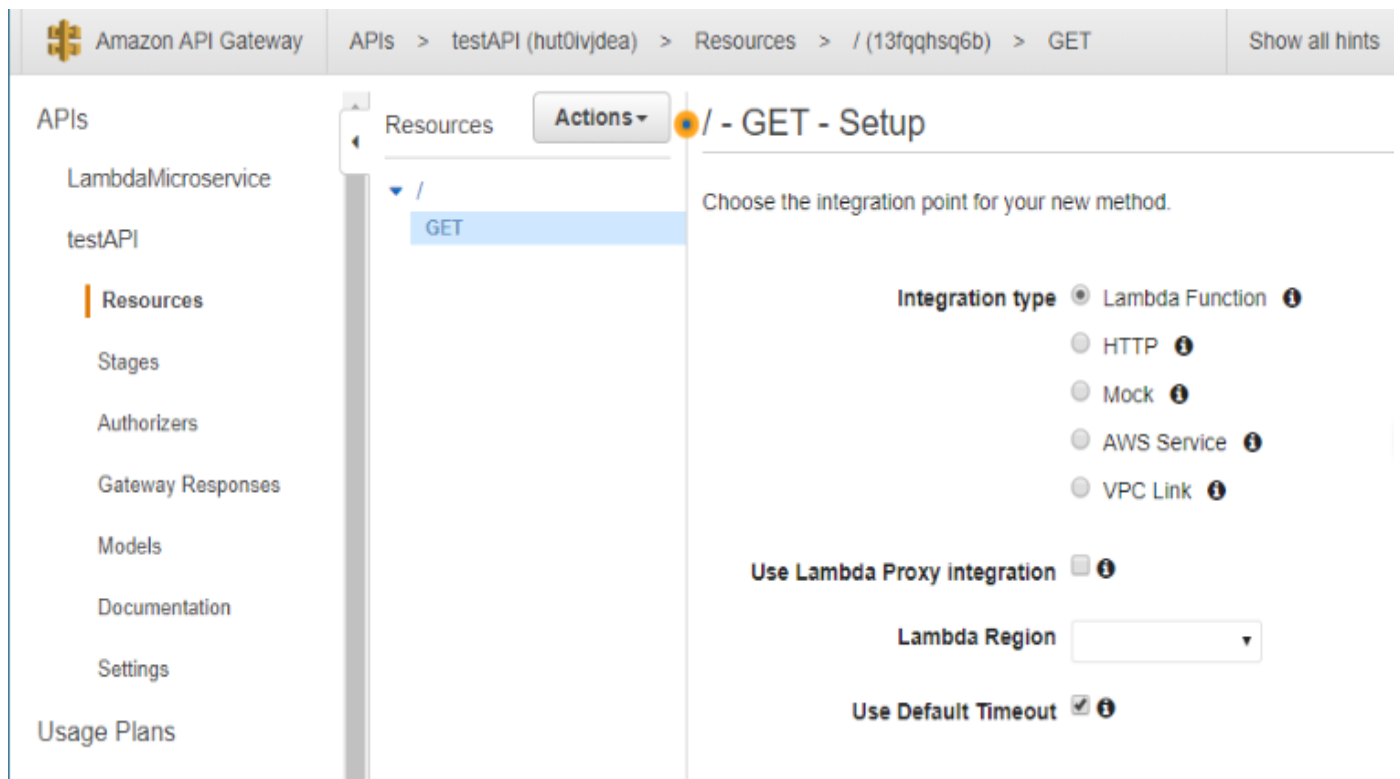 Amazon API Gateway
APIs > testAPI (hut0ivjdea) > Resources > / (13fqqhsq6b) > GET
Show all hints
APIs
LambdaMicroservice
testAPI
Resources
Stages
Authorizers
Gateway Responses
Models
Documentation
Settings
Usage Plans
Resources
Actions
/
GET
/ - GET - Setup
Choose the integration point for your new method.
Integration type
Lambda Function
HTTP
Mock
AWS Service
VPC Link
Use Lambda Proxy integration
Lambda Region
Use Default Timeout